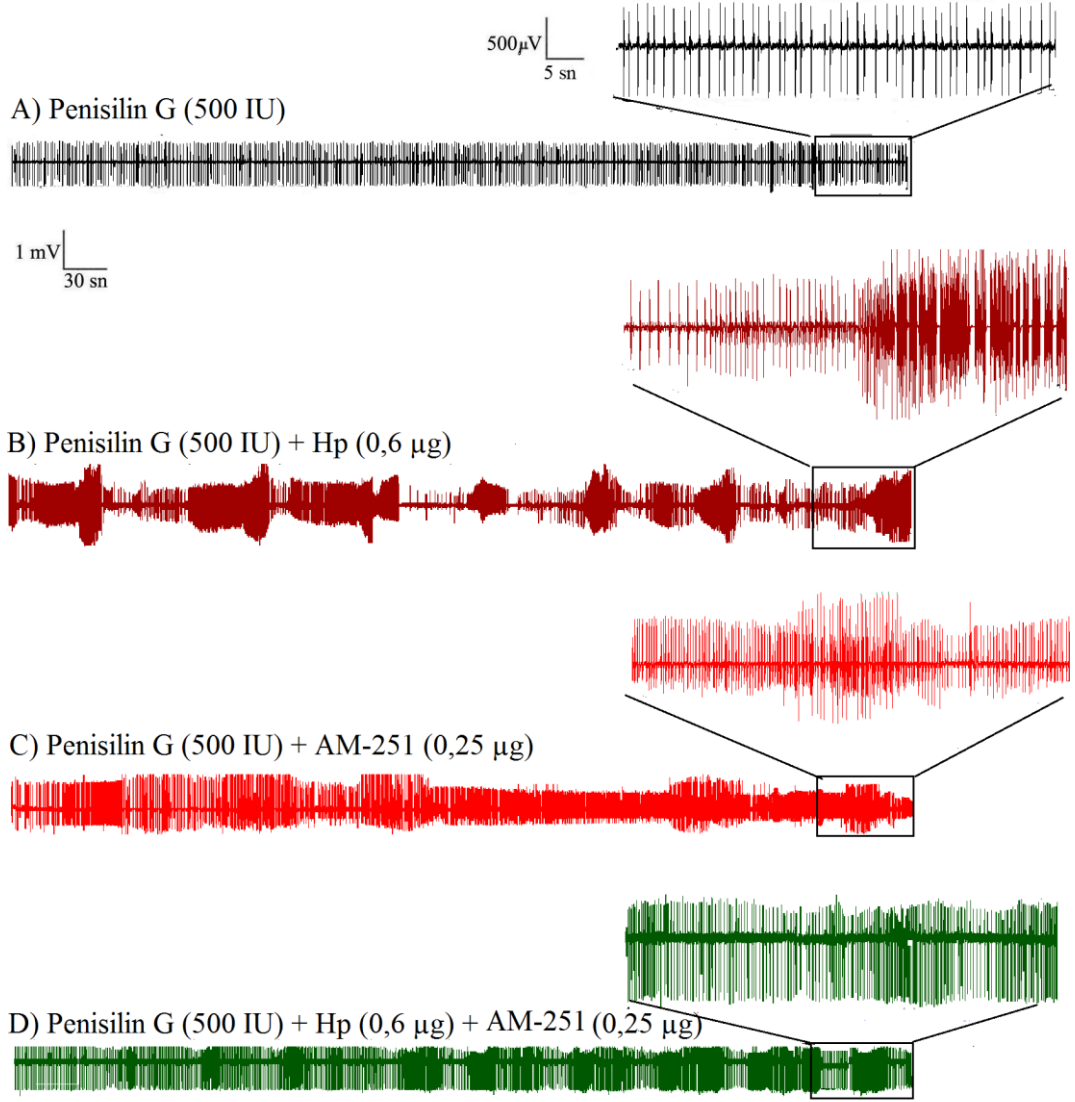 500µV
5 sn
A) Penisilin G (500 IU)
1 mV
30 sn
B) Penisilin G (500 IU) + Hp (0,6 µg)
C) Penisilin G (500 IU) + AM-251 (0,25 µg)
D) Penisilin G (500 IU) + Hp (0,6 µg) + AM-251 (0,25 µg)